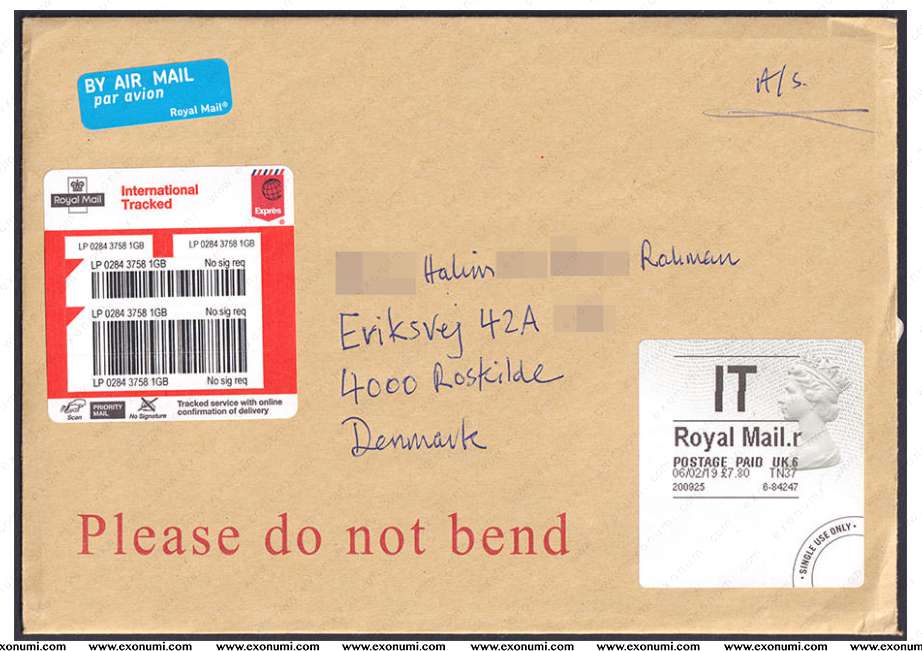 BY AIR MAIL
par avion
Royal Mail®
A/S.
Royal Mail
International
Tracked
Exprès
LP 0284 3758 1GB
LP 0284 3758 1GB
LP 0284 3758 1GB No sig req
LP 0284 3758 1GB No sig req
LP 0284 3758 1GB No sig req
Scan
PRIORITY
MAIL
No Signature
Tracked service with online
confirmation of delivery
Halim Rahman
Eriksvej 42A
4000 Roskilde
Denmark
IT
Royal Mail.r
POSTAGE PAID UK.6
06/02/19 £7.80 TN37
200925 6-84247
• SINGLE USE ONLY •
Please do not bend
exonumi.com www.exonumi.com www.exonumi.com www.exonumi.com www.exonumi.com www.exonumi.com www.exonumi.com www.exonum